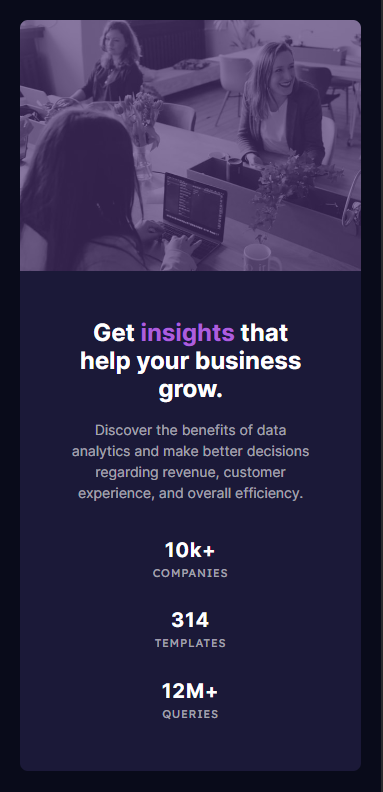 Get insights that
help your business
grow.
Discover the benefits of data
analytics and make better decisions
regarding revenue, customer
experience, and overall efficiency.
10k+
COMPANIES
314
TEMPLATES
12M+
QUERIES